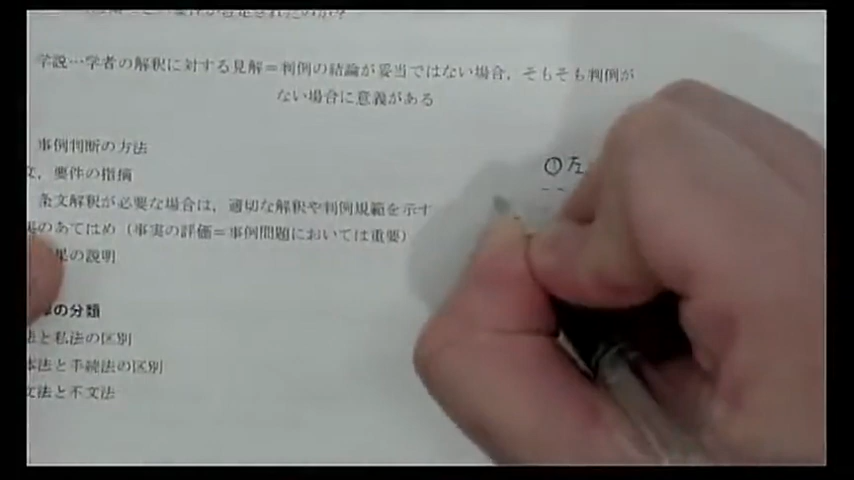 学説…学者の解釈に対する見解＝判例の結論が妥当ではない場合，そもそも判例が
ない場合に意義がある
事例判断の方法
文，要件の指摘
条文解釈が必要な場合は，適切な解釈や判例規範を示す
実のあてはめ（事実の評価＝事例問題においては重要）
果の説明
の分類
法と私法の区別
体法と手続法の区別
文法と不文法
①左